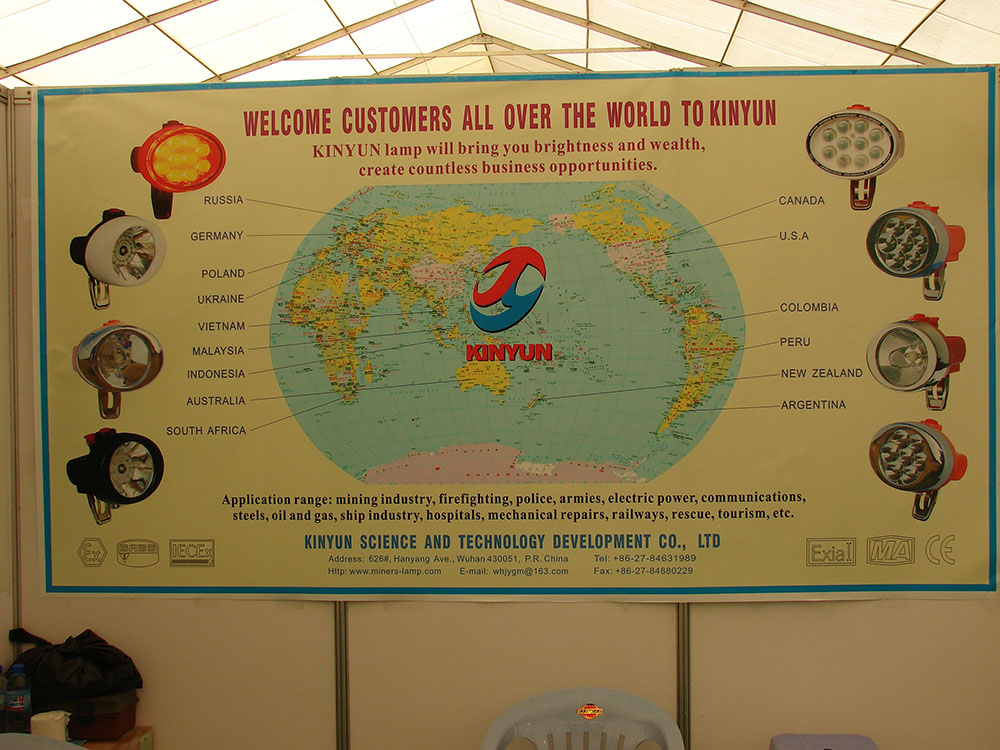 WELCOME CUSTOMERS ALL OVER THE WORLD TO KINYUN
KINYUN lamp will bring you brightness and wealth,
create countless business opportunities.
RUSSIA
GERMANY
POLAND
UKRAINE
VIETNAM
MALAYSIA
INDONESIA
AUSTRALIA
SOUTH AFRICA
KINYUN
CANADA
U.S.A
COLOMBIA
PERU
NEW ZEALAND
ARGENTINA
Application range: mining industry, firefighting, police, armies, electric power, communications,
steels, oil and gas, ship industry, hospitals, mechanical repairs, railways, rescue, tourism, etc.
KINYUN SCIENCE AND TECHNOLOGY DEVELOPMENT CO., LTD
Address: 626#, Hanyang Ave., Wuhan 430051, P.R. China Tel: +86-27-84631989
Http: www.miners-lamp.com E-mail: whjygm@163.com Fax: +86-27-84880229
Ex
IECEx
ExiaI
MA
CE